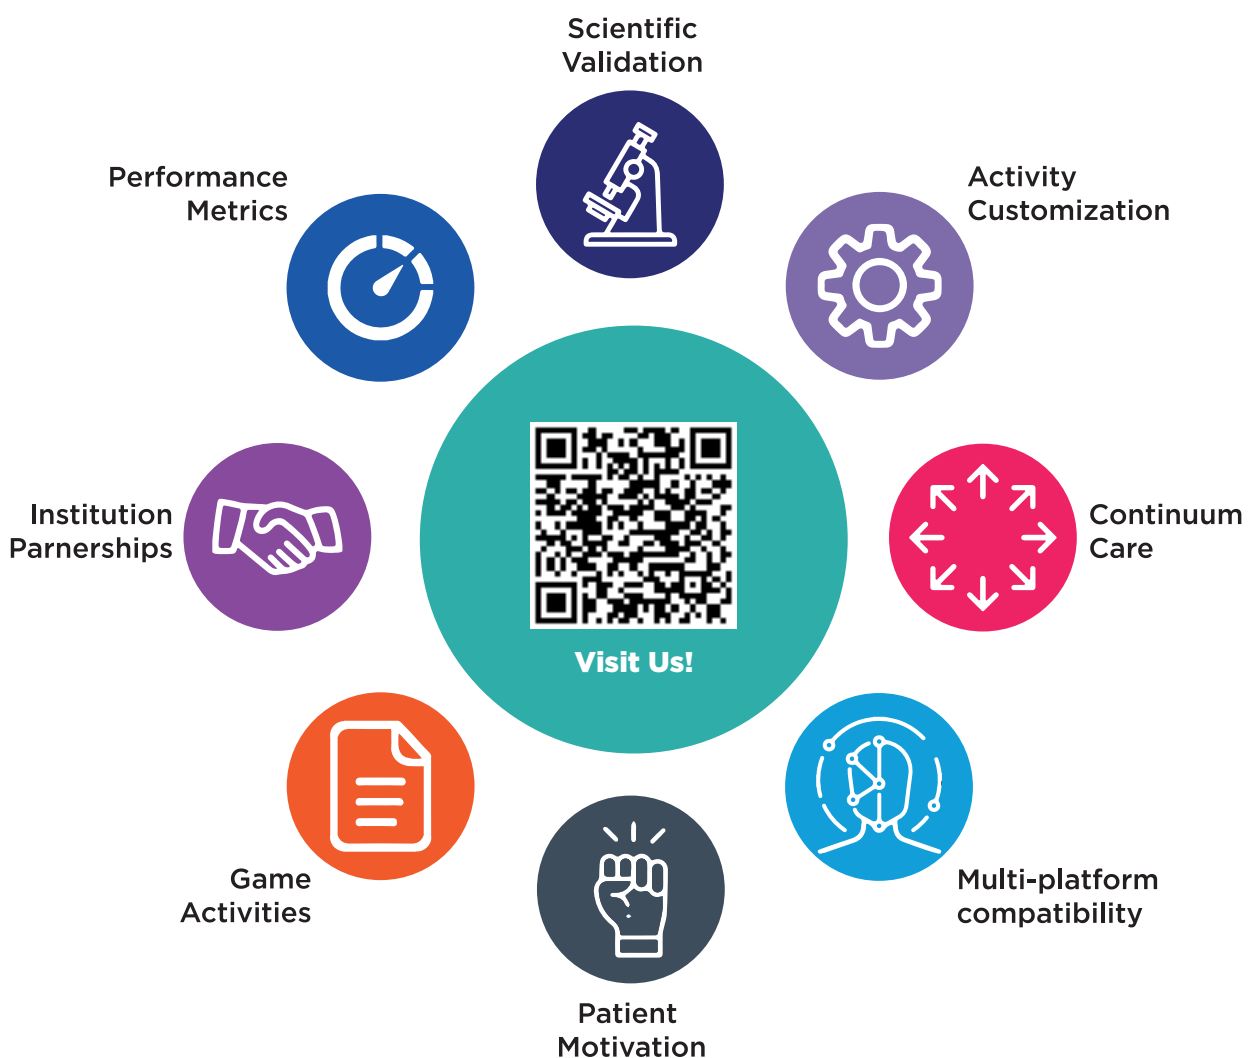 Scientific
Validation
Performance
Metrics
Activity
Customization
Institution
Parnerships
Continuum
Care
Visit Us!
Game
Activities
Multi-platform
compatibility
Patient
Motivation